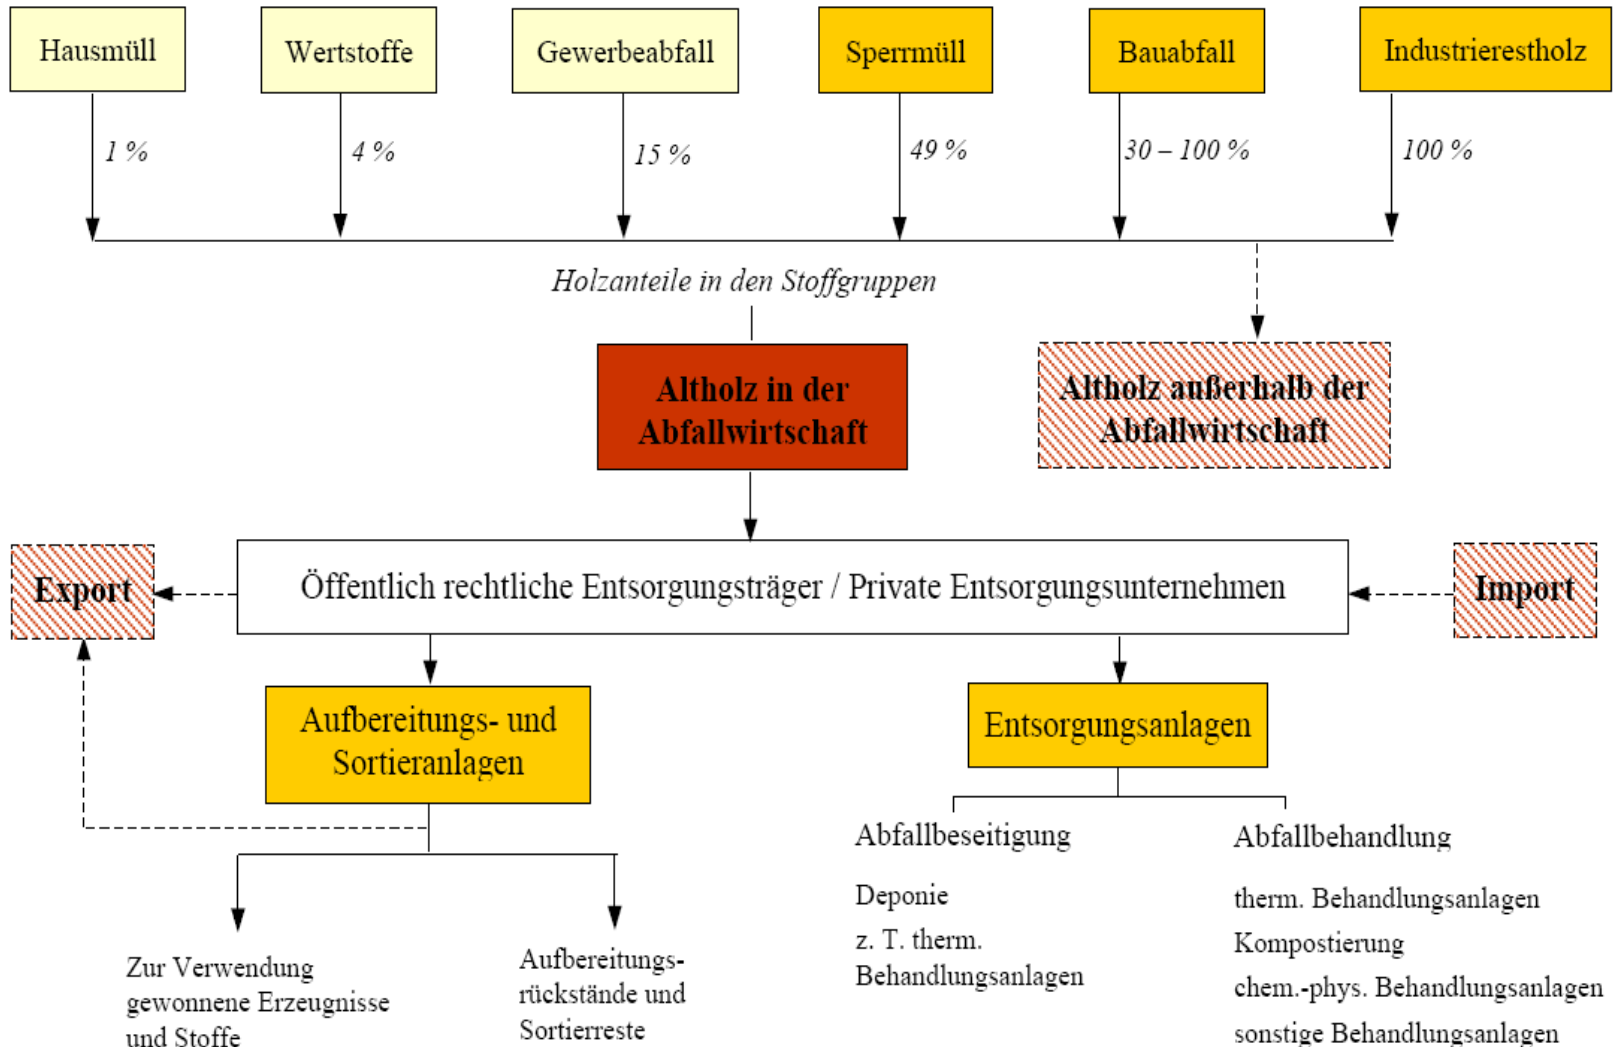 Hausmüll
Wertstoffe
Gewerbeabfall
Sperrmüll
Bauabfall
Industrierestholz
1 %
4 %
15 %
49 %
30 – 100 %
100 %
Holzanteile in den Stoffgruppen
Altholz in der
Abfallwirtschaft
Altholz außerhalb der
Abfallwirtschaft
Export
Öffentlich rechtliche Entsorgungsträger / Private Entsorgungsunternehmen
Import
Aufbereitungs- und
Sortieranlagen
Entsorgungsanlagen
Zur Verwendung
gewonnene Erzeugnisse
und Stoffe
Aufbereitungs-
rückstände und
Sortierreste
Abfallbeseitigung
Deponie
z. T. therm.
Behandlungsanlagen
Abfallbehandlung
therm. Behandlungsanlagen
Kompostierung
chem.-phys. Behandlungsanlagen
sonstige Behandlungsanlagen